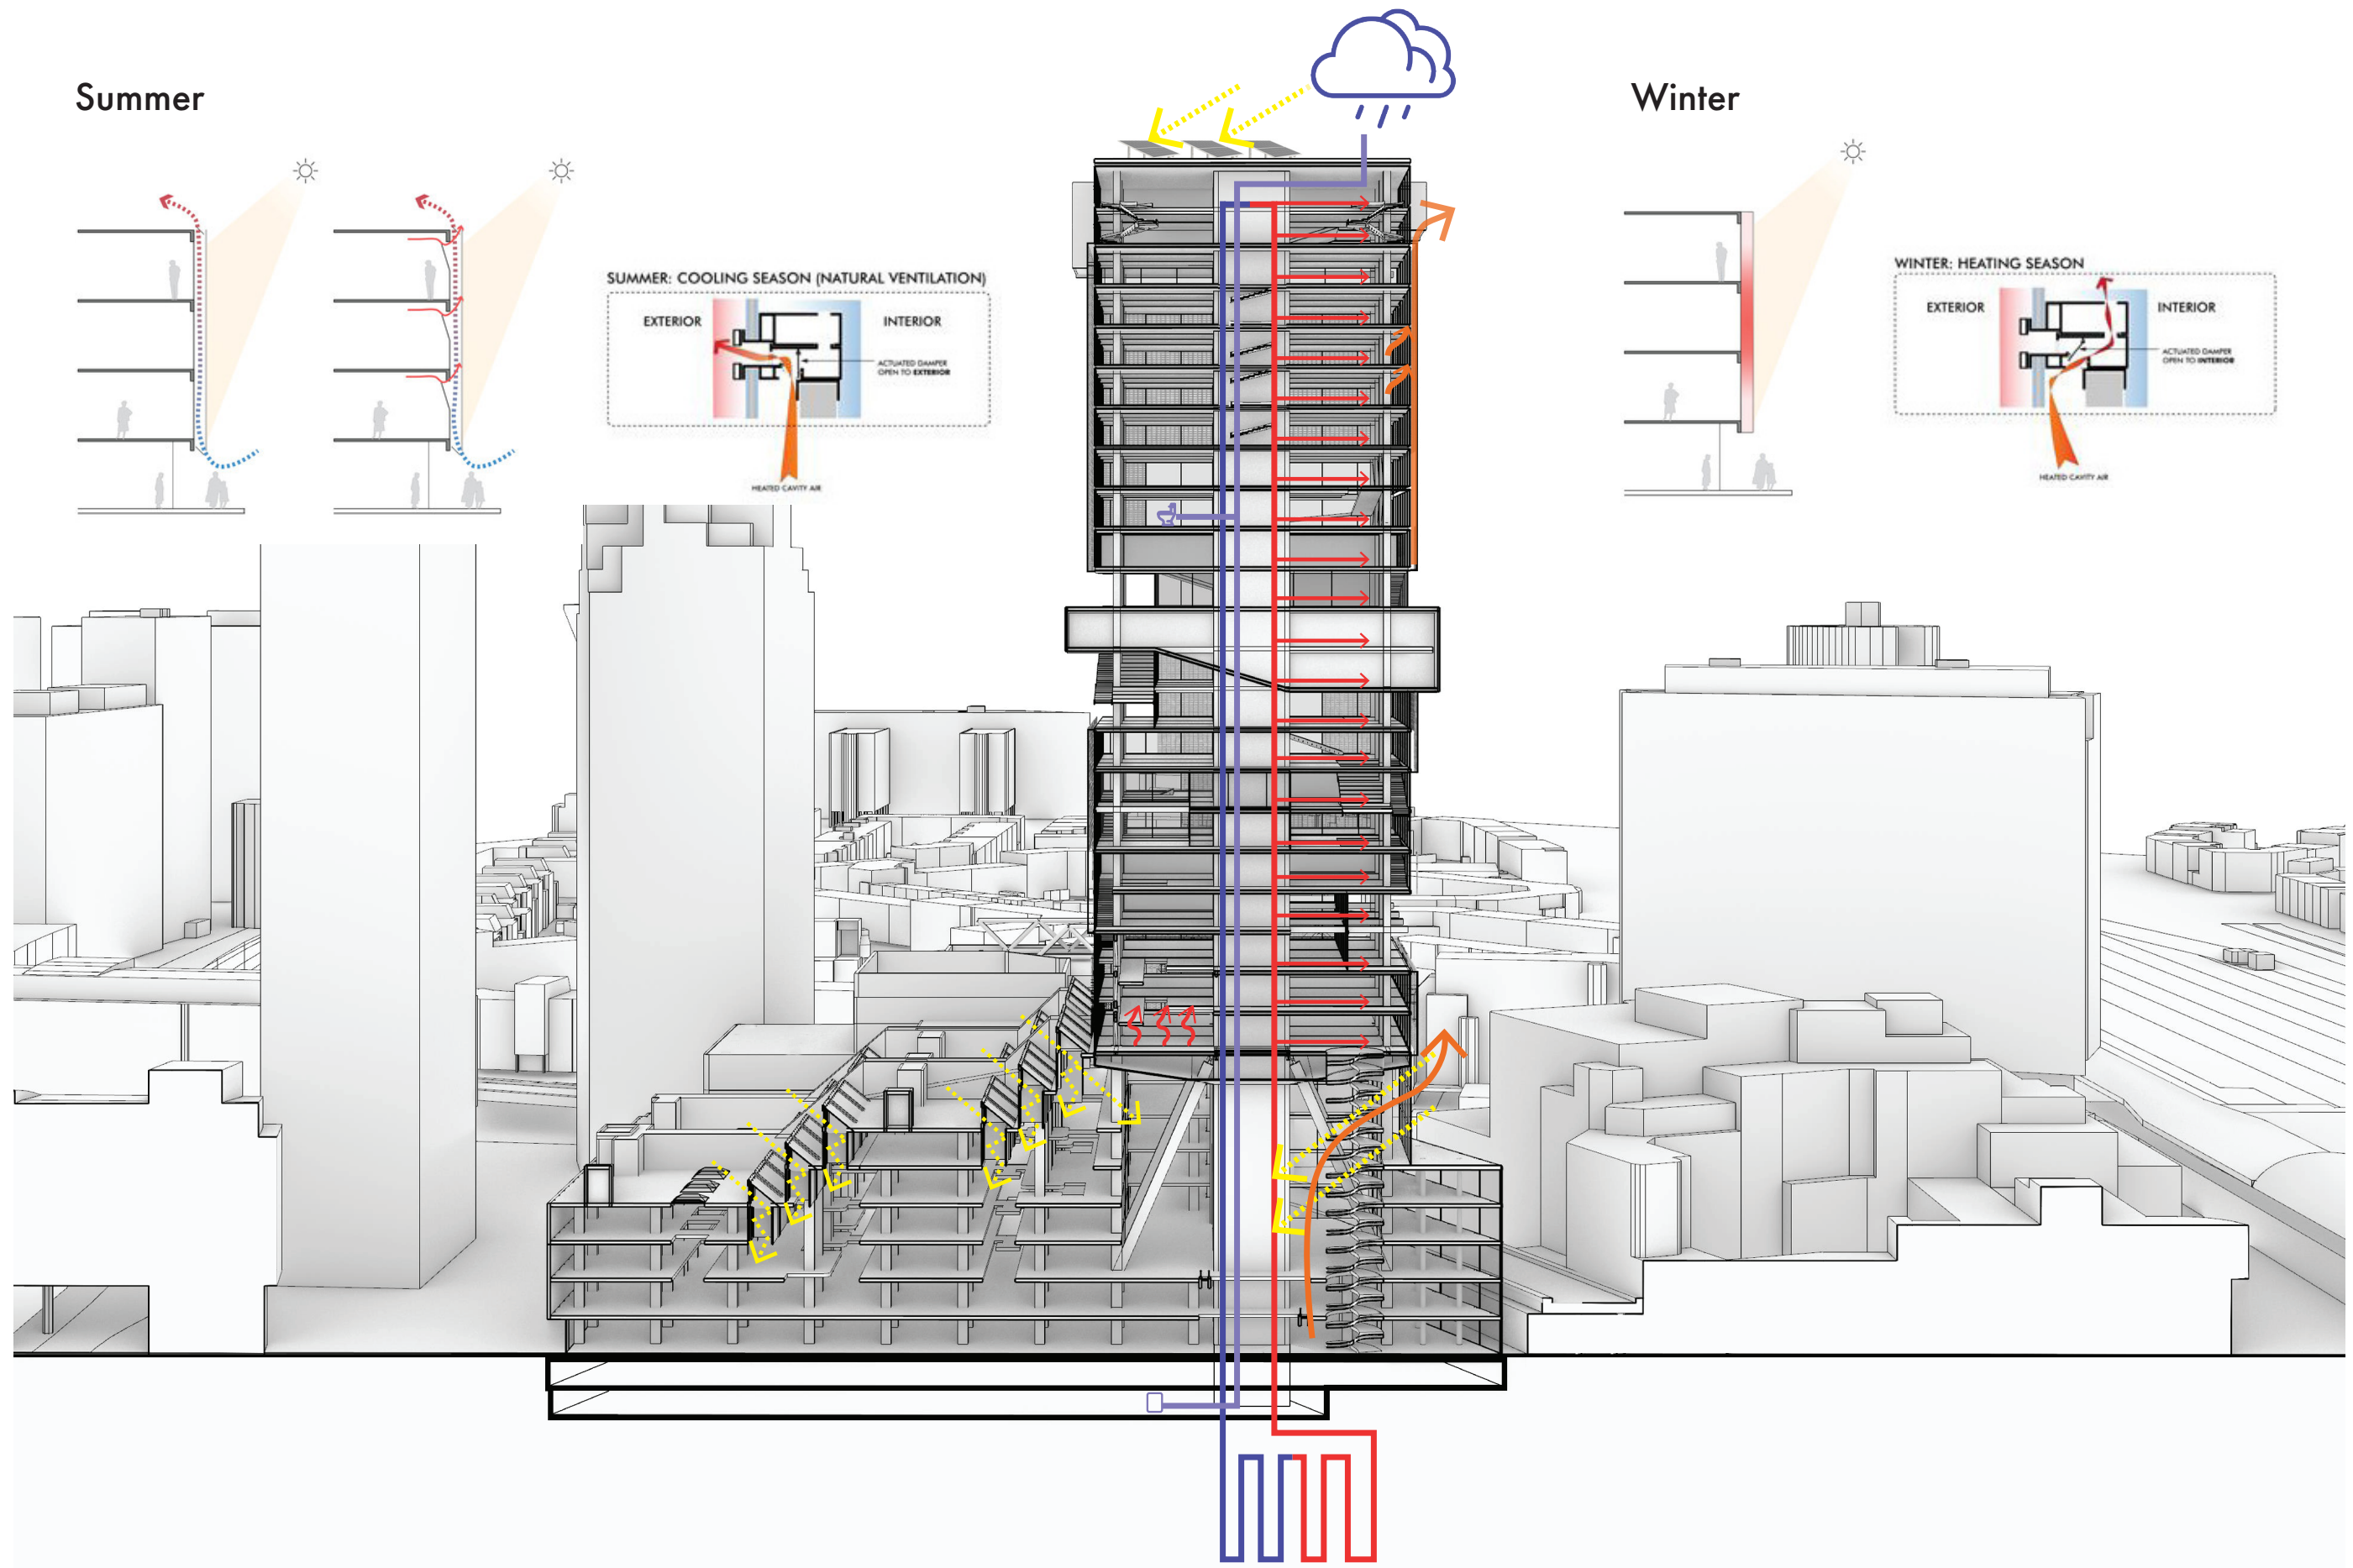 Summer
Winter
SUMMER: COOLING SEASON (NATURAL VENTILATION)
EXTERIOR
INTERIOR
ACTUATED DAMPER
OPEN TO EXTERIOR
HEATED CAVITY AIR
WINTER: HEATING SEASON
EXTERIOR
INTERIOR
ACTUATED DAMPER
OPEN TO INTERIOR
HEATED CAVITY AIR